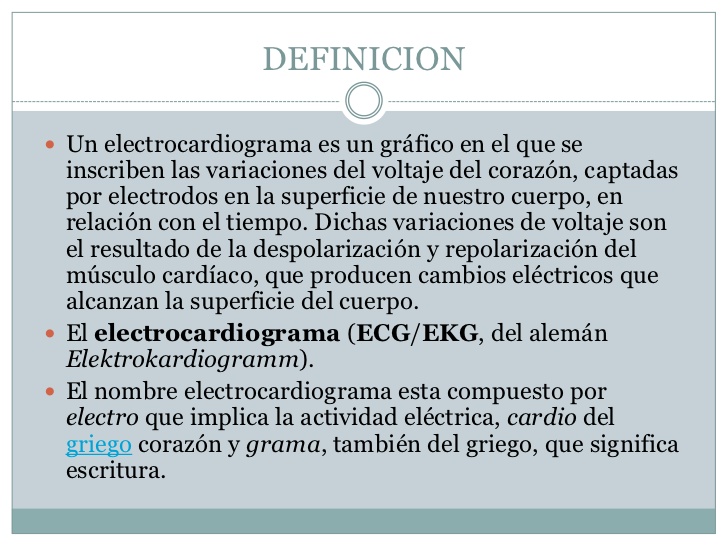 DEFINICION
Un electrocardiograma es un gráfico en el que se
inscriben las variaciones del voltaje del corazón, captadas
por electrodos en la superficie de nuestro cuerpo, en
relación con el tiempo. Dichas variaciones de voltaje son
el resultado de la despolarización y repolarización del
músculo cardíaco, que producen cambios eléctricos que
alcanzan la superficie del cuerpo.
El electrocardiograma (ECG/EKG, del alemán
Elektrokardiogramm).
El nombre electrocardiograma esta compuesto por
electro que implica la actividad eléctrica, cardio del
griego corazón y grama, también del griego, que significa
escritura.